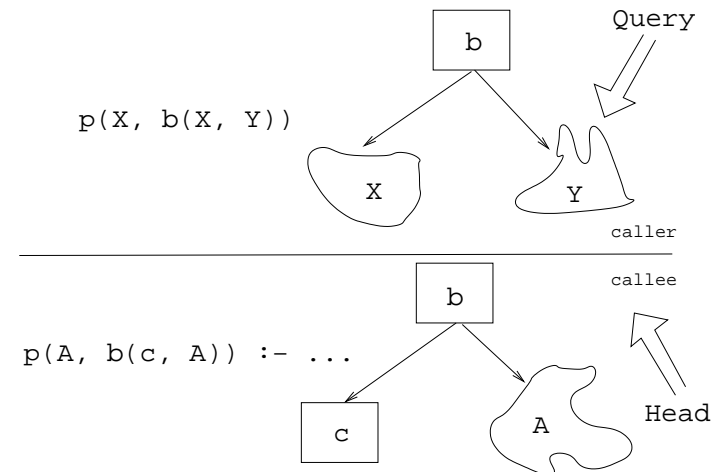 Query
b
p(X, b(X, Y))
X
Y
caller
callee
b
p(A, b(c, A)) :- ...
Head
A
c